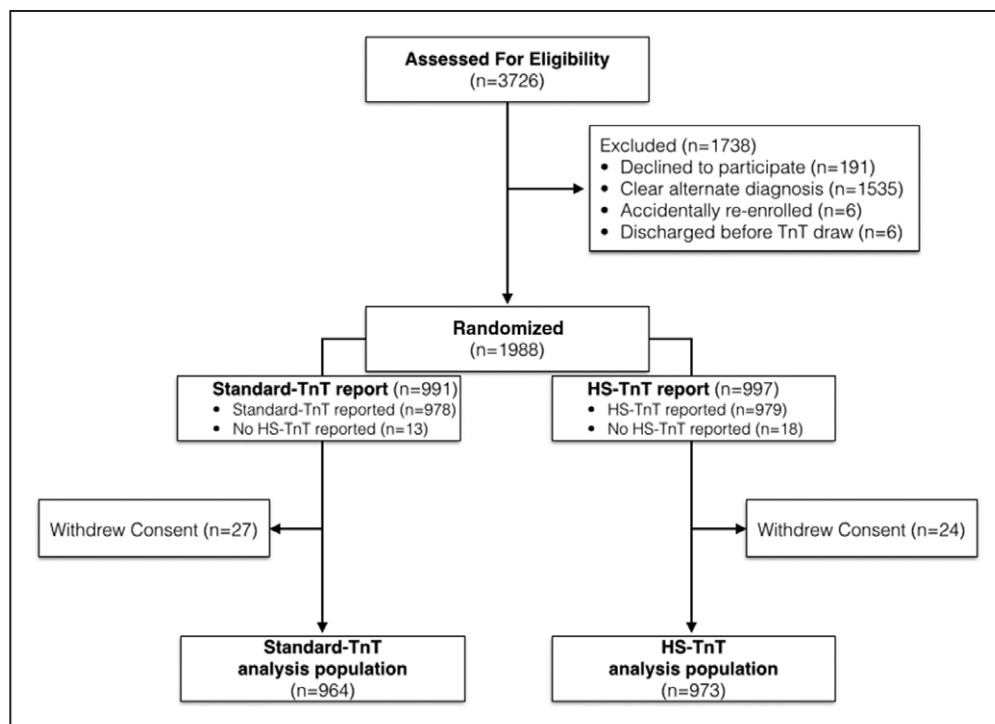 Assessed For Eligibility
(n=3726)
Excluded (n=1738)
• Declined to participate (n=191)
• Clear alternate diagnosis (n=1535)
• Accidentally re-enrolled (n=6)
• Discharged before TnT draw (n=6)
Randomized
(n=1988)
Standard-TnT report (n=991)
• Standard-TnT reported (n=978)
• No HS-TnT reported (n=13)
HS-TnT report (n=997)
• HS-TnT reported (n=979)
• No HS-TnT reported (n=18)
Withdrew Consent (n=27)
Withdrew Consent (n=24)
Standard-TnT
analysis population
(n=964)
HS-TnT
analysis population
(n=973)